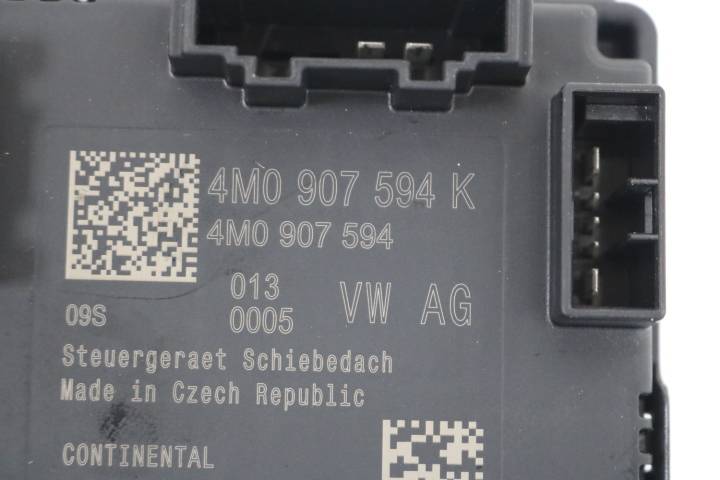 4M0 907 594 K
4M0 907 594
013
09S 0005 VW AG
Steuergeraet Schiebedach
Made in Czech Republic
CONTINENTAL